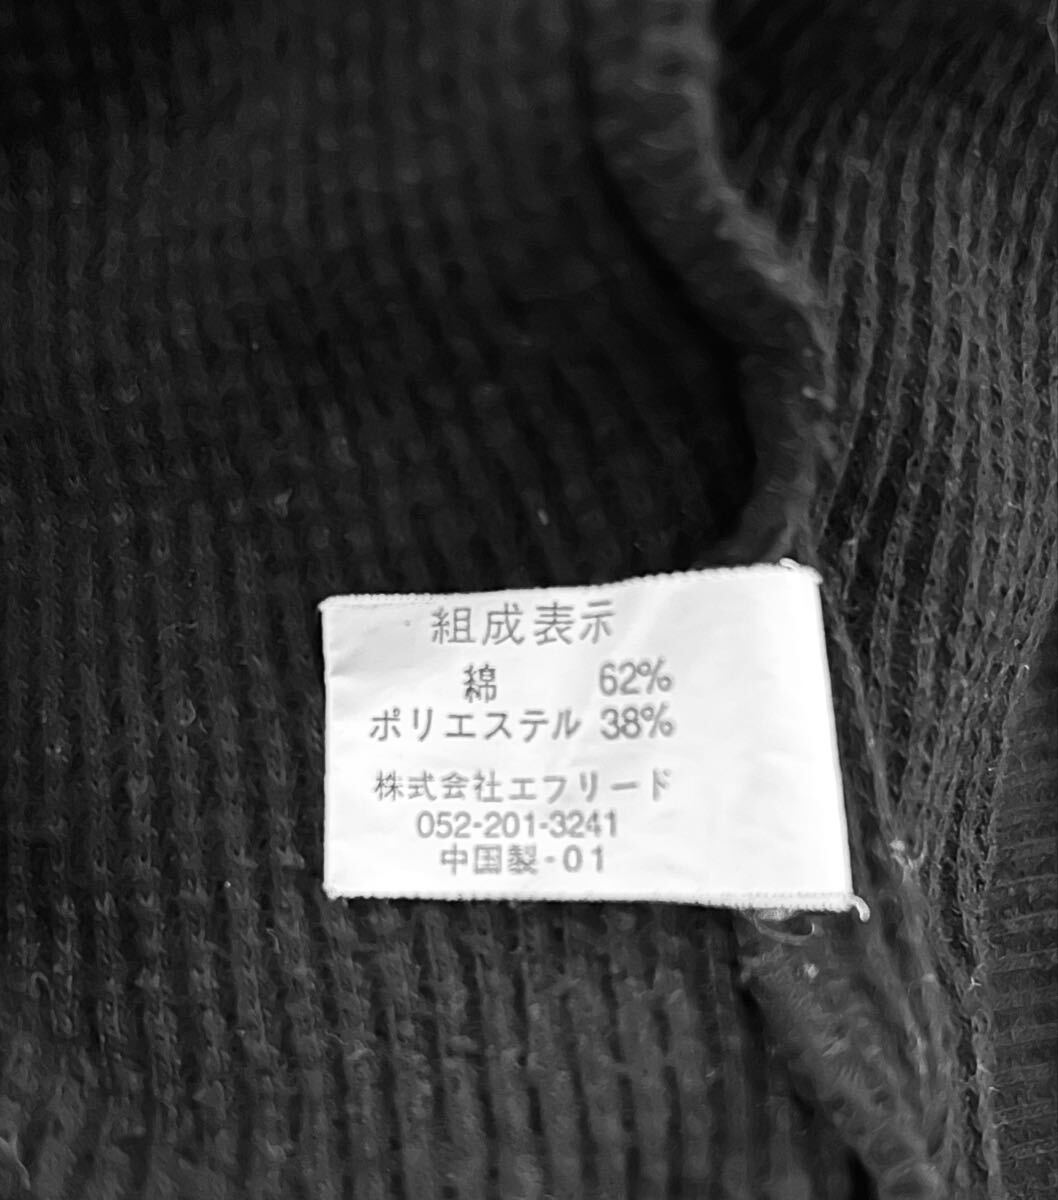 組成表示
綿 62%
ポリエステル 38%
株式会社エフリード
052-201-3241
中国製・01